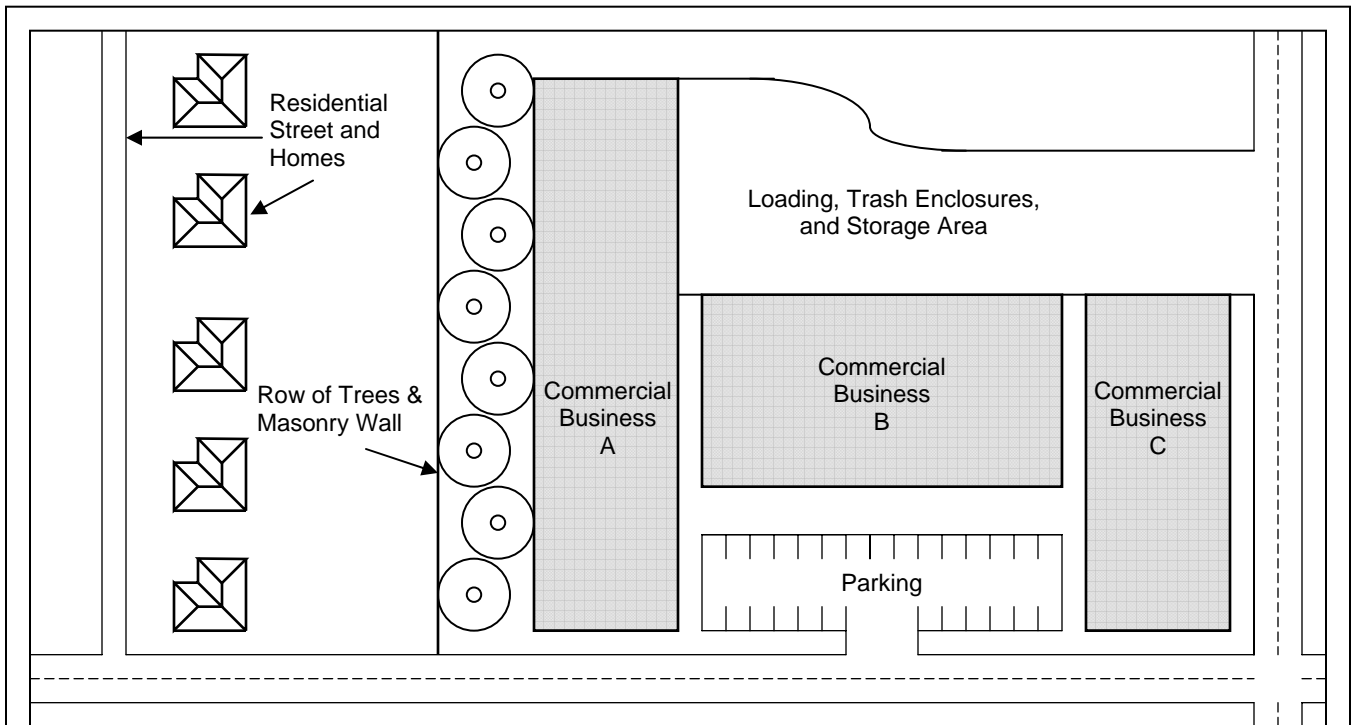 Residential
Street and
Homes
Loading, Trash Enclosures,
and Storage Area
Row of Trees &
Masonry Wall
Commercial
Business
A
Commercial
Business
B
Commercial
Business
C
Parking